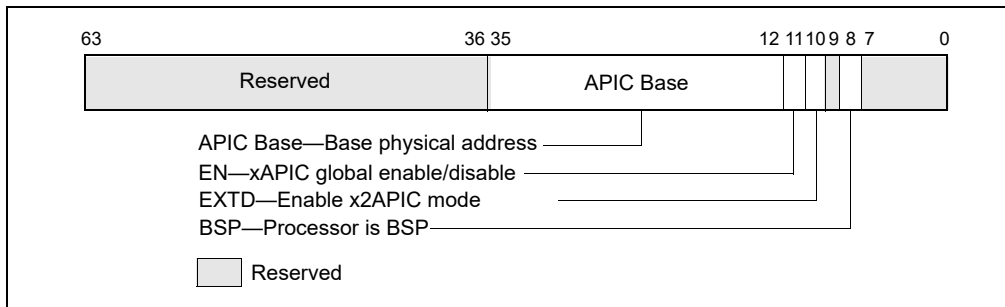 63 36 35 12 11 10 9 8 7 0
Reserved APIC Base
APIC Base—Base physical address
EN—xAPIC global enable/disable
EXTD—Enable x2APIC mode
BSP—Processor is BSP
Reserved